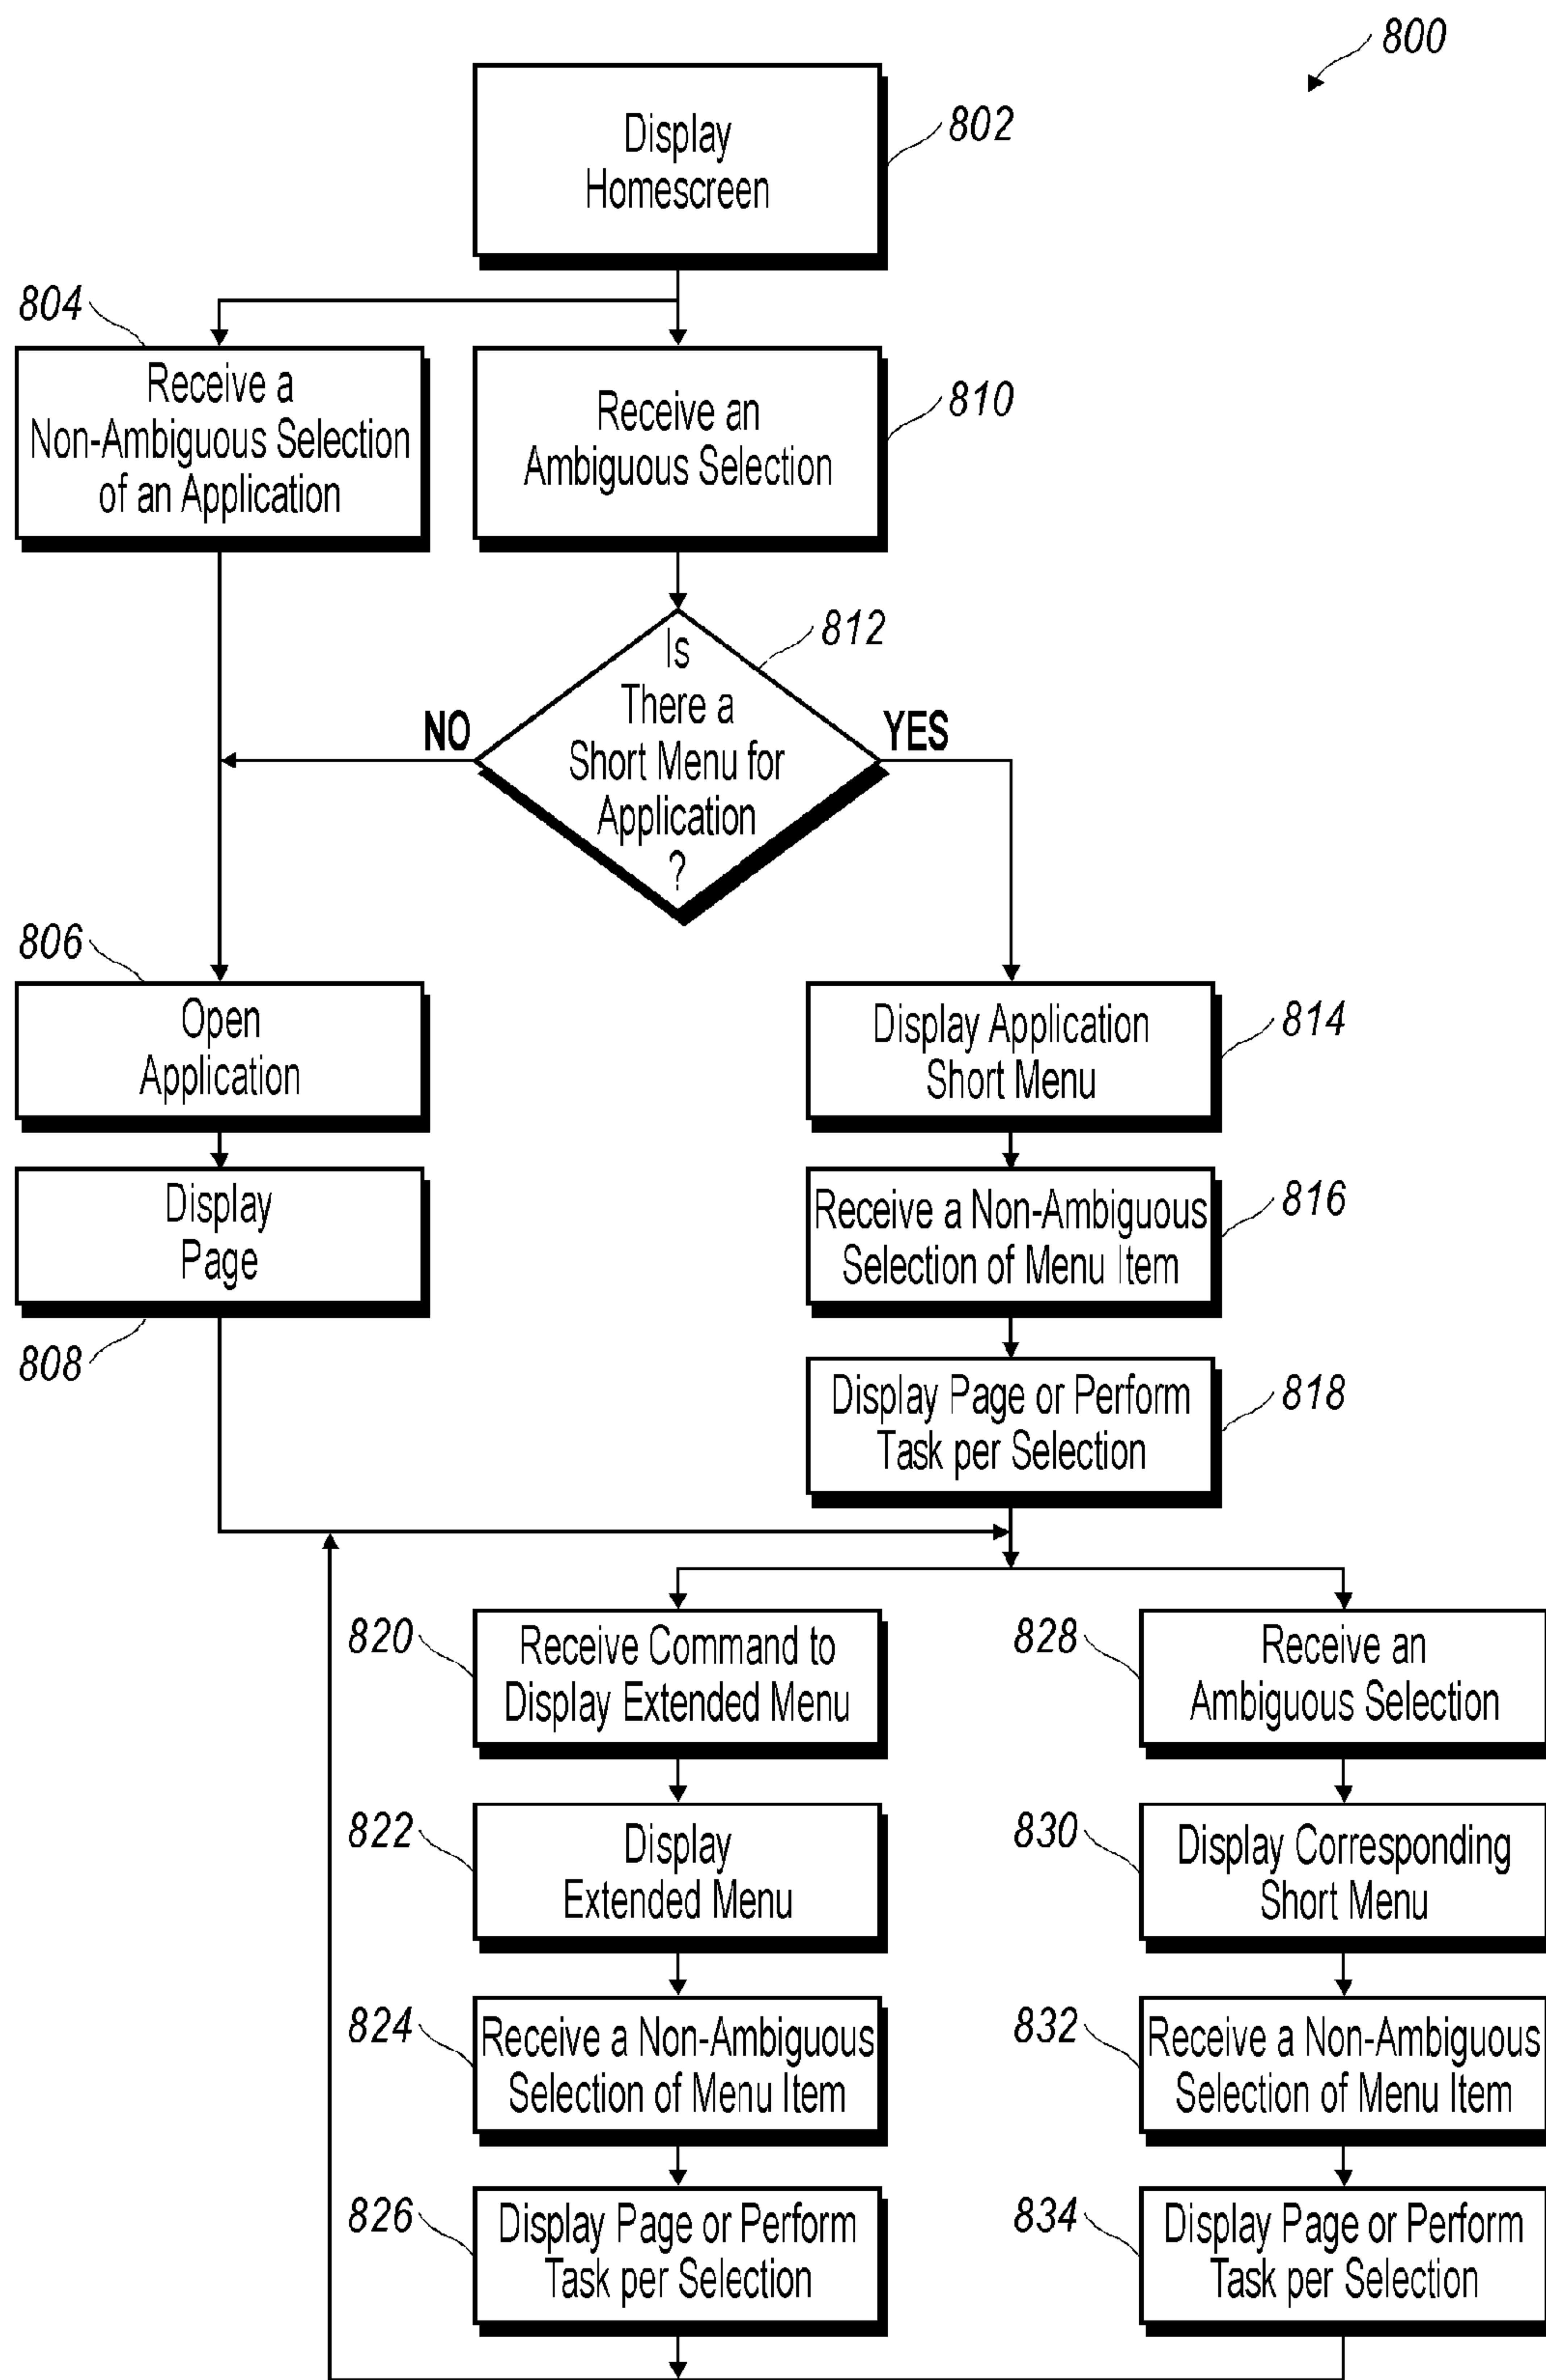 800
Display
Homescreen
802
804
Receive a
Non-Ambiguous Selection
of an Application
Receive an
Ambiguous Selection
810
Is
There a
Short Menu for
Application
?
812
NO
YES
806
Open
Application
Display Application
Short Menu
814
Display
Page
808
Receive a Non-Ambiguous
Selection of Menu Item
816
Display Page or Perform
Task per Selection
818
820
Receive Command to
Display Extended Menu
828
Receive an
Ambiguous Selection
822
Display
Extended Menu
830
Display Corresponding
Short Menu
824
Receive a Non-Ambiguous
Selection of Menu Item
832
Receive a Non-Ambiguous
Selection of Menu Item
826
Display Page or Perform
Task per Selection
834
Display Page or Perform
Task per Selection